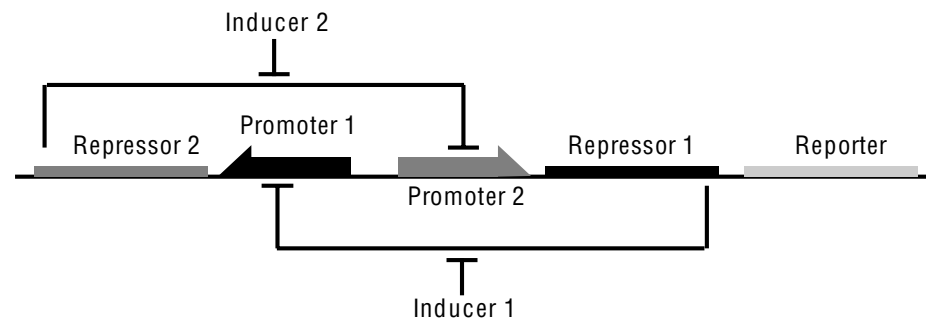 Inducer 2
Promoter 1
Repressor 2
Repressor 1
Reporter
Promoter 2
Inducer 1